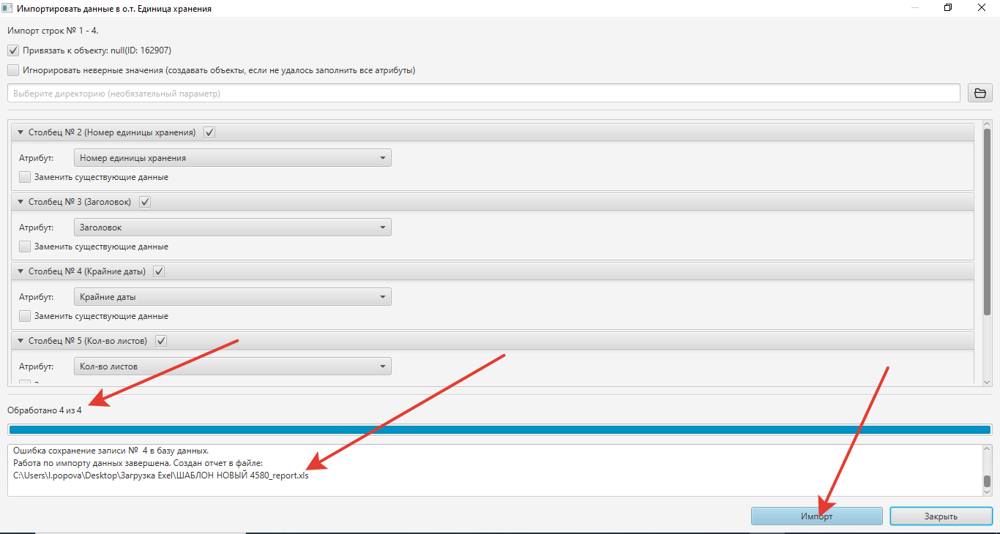 Импортировать данные в о.т. Единица хранения
Импорт строк № 1 - 4.
Привязать к объекту: null(ID: 162907)
Игнорировать неверные значения (создавать объекты, если не удалось заполнить все атрибуты)
Выберите директорию (необязательный параметр)
Столбец № 2 (Номер единицы хранения)
Атрибут: Номер единицы хранения
Заменить существующие данные
Столбец № 3 (Заголовок)
Атрибут: Заголовок
Заменить существующие данные
Столбец № 4 (Крайние даты)
Атрибут: Крайние даты
Заменить существующие данные
Столбец № 5 (Кол-во листов)
Атрибут: Кол-во листов
Обработано 4 из 4
Ошибка сохранение записи № 4 в базу данных.
Работа по импорту данных завершена. Создан отчет в файле:
C:\Users\l.popova\Desktop\Загрузка Exel\ШАБЛОН НОВЫЙ 4580_report.xls
Импорт Закрыть